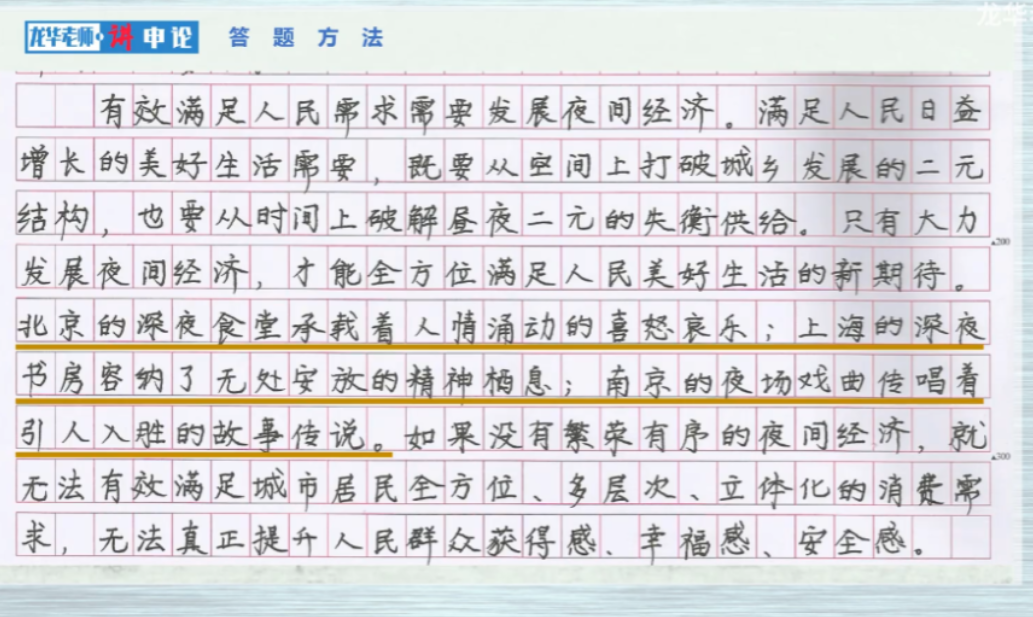 龙华
龙华老师·讲申论 答题方法
有效满足人民需求需要发展夜间经济。满足人民日益
增长的美好生活需要，既要从空间上打破城乡发展的二元
结构，也要从时间上破解昼夜二元的失衡供给。只有大力
200
发展夜间经济，才能全方位满足人民美好生活的新期待。
北京的深夜食堂承载着人情涌动的喜怒哀乐；上海的深夜
书房容纳了无处安放的精神栖息；南京的夜场戏曲传唱着
引人入胜的故事传说。如果没有繁荣有序的夜间经济，就
300
无法有效满足城市居民全方位、多层次、立体化的消费需
求，无法真正提升人民群众获得感、幸福感、安全感。